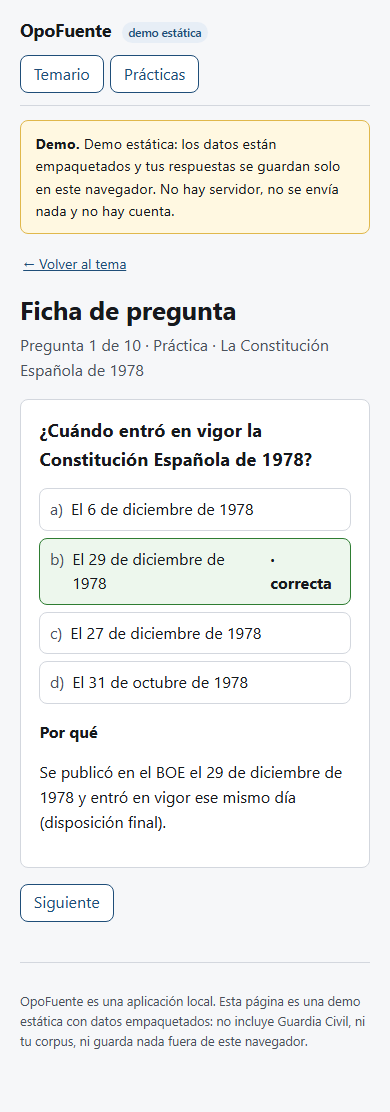 OpoFuente demo estática
Temario Prácticas
Demo. Demo estática: los datos están
empaquetados y tus respuestas se guardan solo
en este navegador. No hay servidor, no se envía
nada y no hay cuenta.
← Volver al tema
Ficha de pregunta
Pregunta 1 de 10 · Práctica · La Constitución
Española de 1978
¿Cuándo entró en vigor la
Constitución Española de 1978?
a) El 6 de diciembre de 1978
b) El 29 de diciembre de ·
1978 correcta
c) El 27 de diciembre de 1978
d) El 31 de octubre de 1978
Por qué
Se publicó en el BOE el 29 de diciembre de
1978 y entró en vigor ese mismo día
(disposición final).
Siguiente
OpoFuente es una aplicación local. Esta página es una demo
estática con datos empaquetados: no incluye Guardia Civil, ni
tu corpus, ni guarda nada fuera de este navegador.